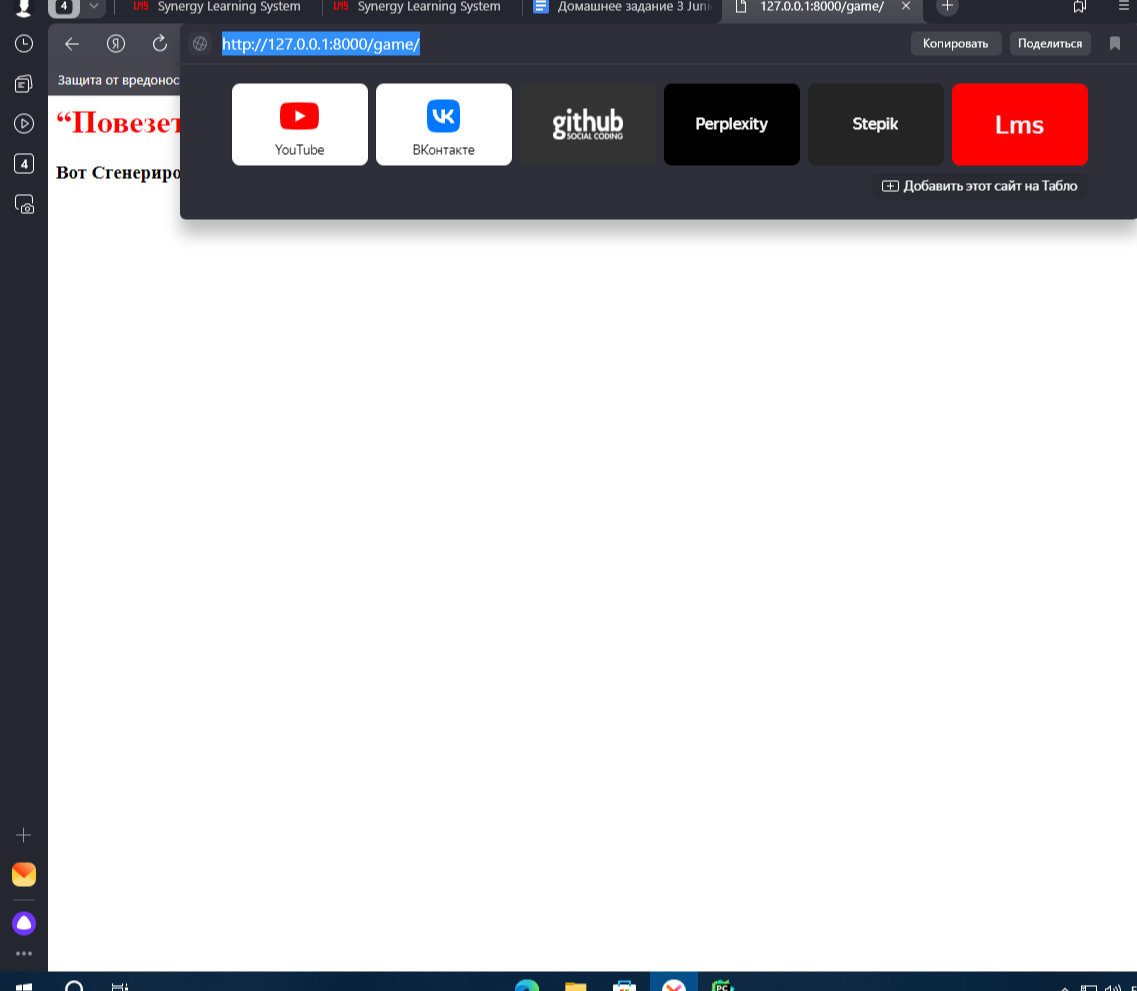 4 Synergy Learning System Synergy Learning System Домашнее задание 3 Juni 127.0.0.1:8000/game/
Я http://127.0.0.1:8000/game/ Копировать Поделиться
Защита от вредонос
“Повезет
Вот Сгенериро
YouTube
ВКонтакте
github
SOCIAL CODING
Perplexity
Stepik
Lms
Добавить этот сайт на Табло
4
PC